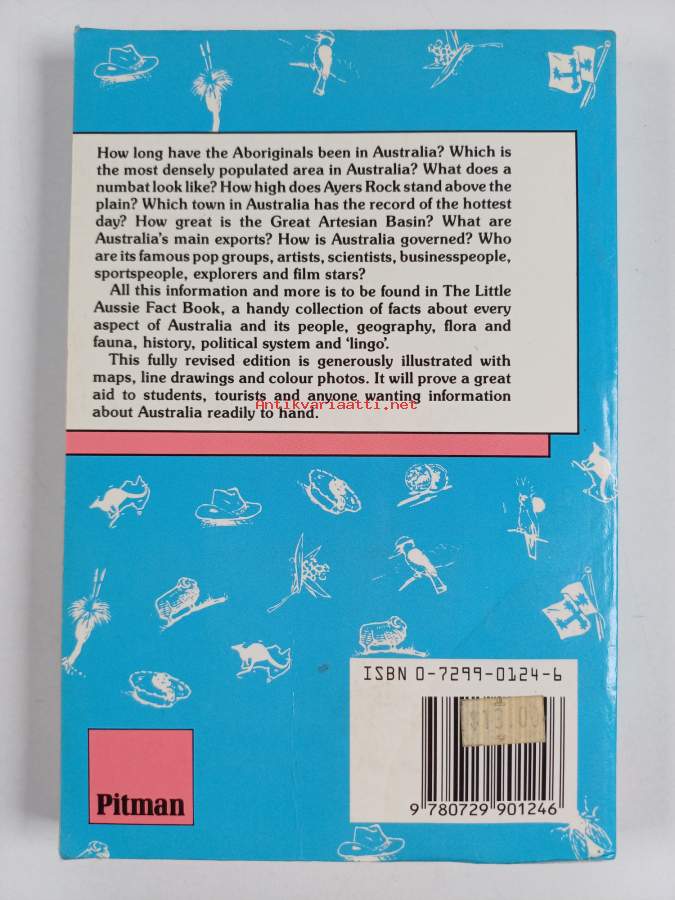 How long have the Aboriginals been in Australia? Which is
the most densely populated area in Australia? What does a
numbat look like? How high does Ayers Rock stand above the
plain? Which town in Australia has the record of the hottest
day? How great is the Great Artesian Basin? What are
Australia's main exports? How is Australia governed? Who
are its famous pop groups, artists, scientists, businesspeople,
sportspeople, explorers and film stars?
All this information and more is to be found in The Little
Aussie Fact Book, a handy collection of facts about every
aspect of Australia and its people, geography, flora and
fauna, history, political system and 'lingo'.
This fully revised edition is generously illustrated with
maps, line drawings and colour photos. It will prove a great
aid to students, tourists and anyone wanting information
about Australia readily to hand.
Antikvariaatti.net
ISBN 0-7299-0124-6
9 780729 901246
Pitman